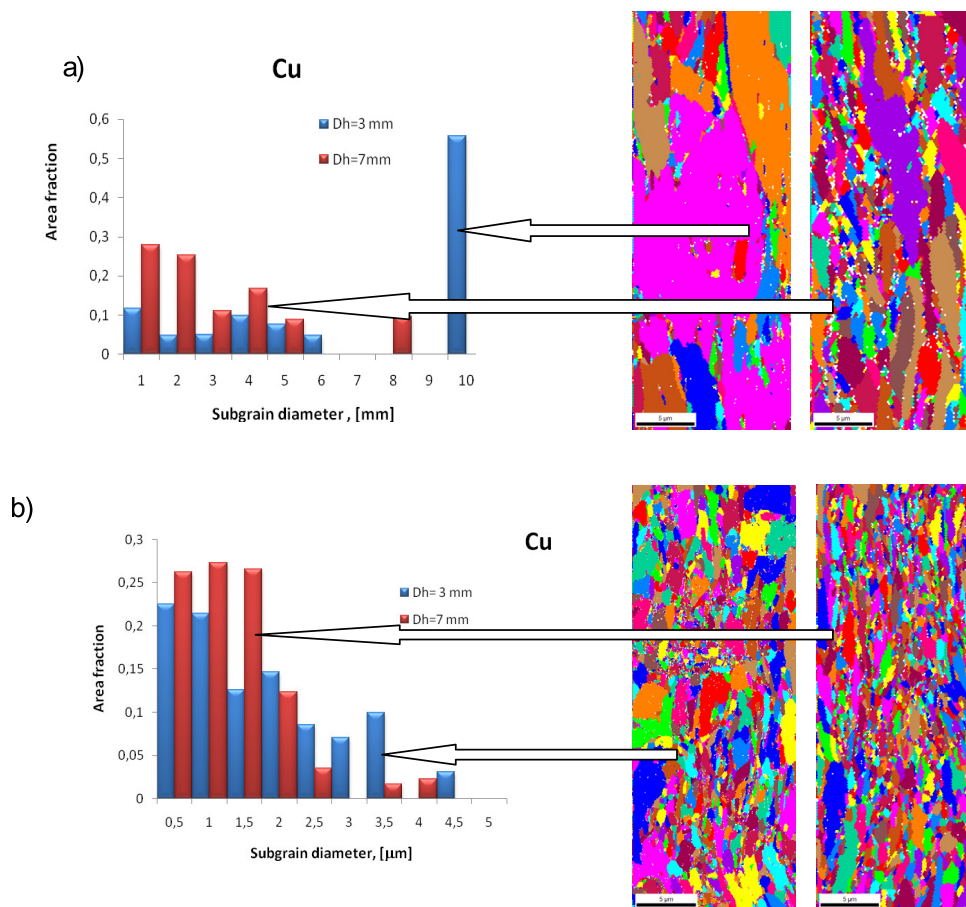 a)
Cu
Dh=3 mm
Dh=7mm
Area fraction
0,6
0,5
0,4
0,3
0,2
0,1
0
1 2 3 4 5 6 7 8 9 10
Subgrain diameter , [mm]
5 µm
5 µm
b)
Cu
Dh= 3 mm
Dh=7 mm
Area fraction
0,3
0,25
0,2
0,15
0,1
0,05
0
0,5 1 1,5 2 2,5 3 3,5 4 4,5 5
Subgrain diameter, [µm]
5 µm
5 µm